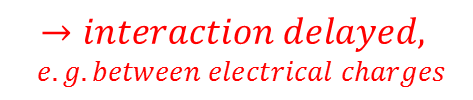 → interaction delayed,
e.g. between electrical charges